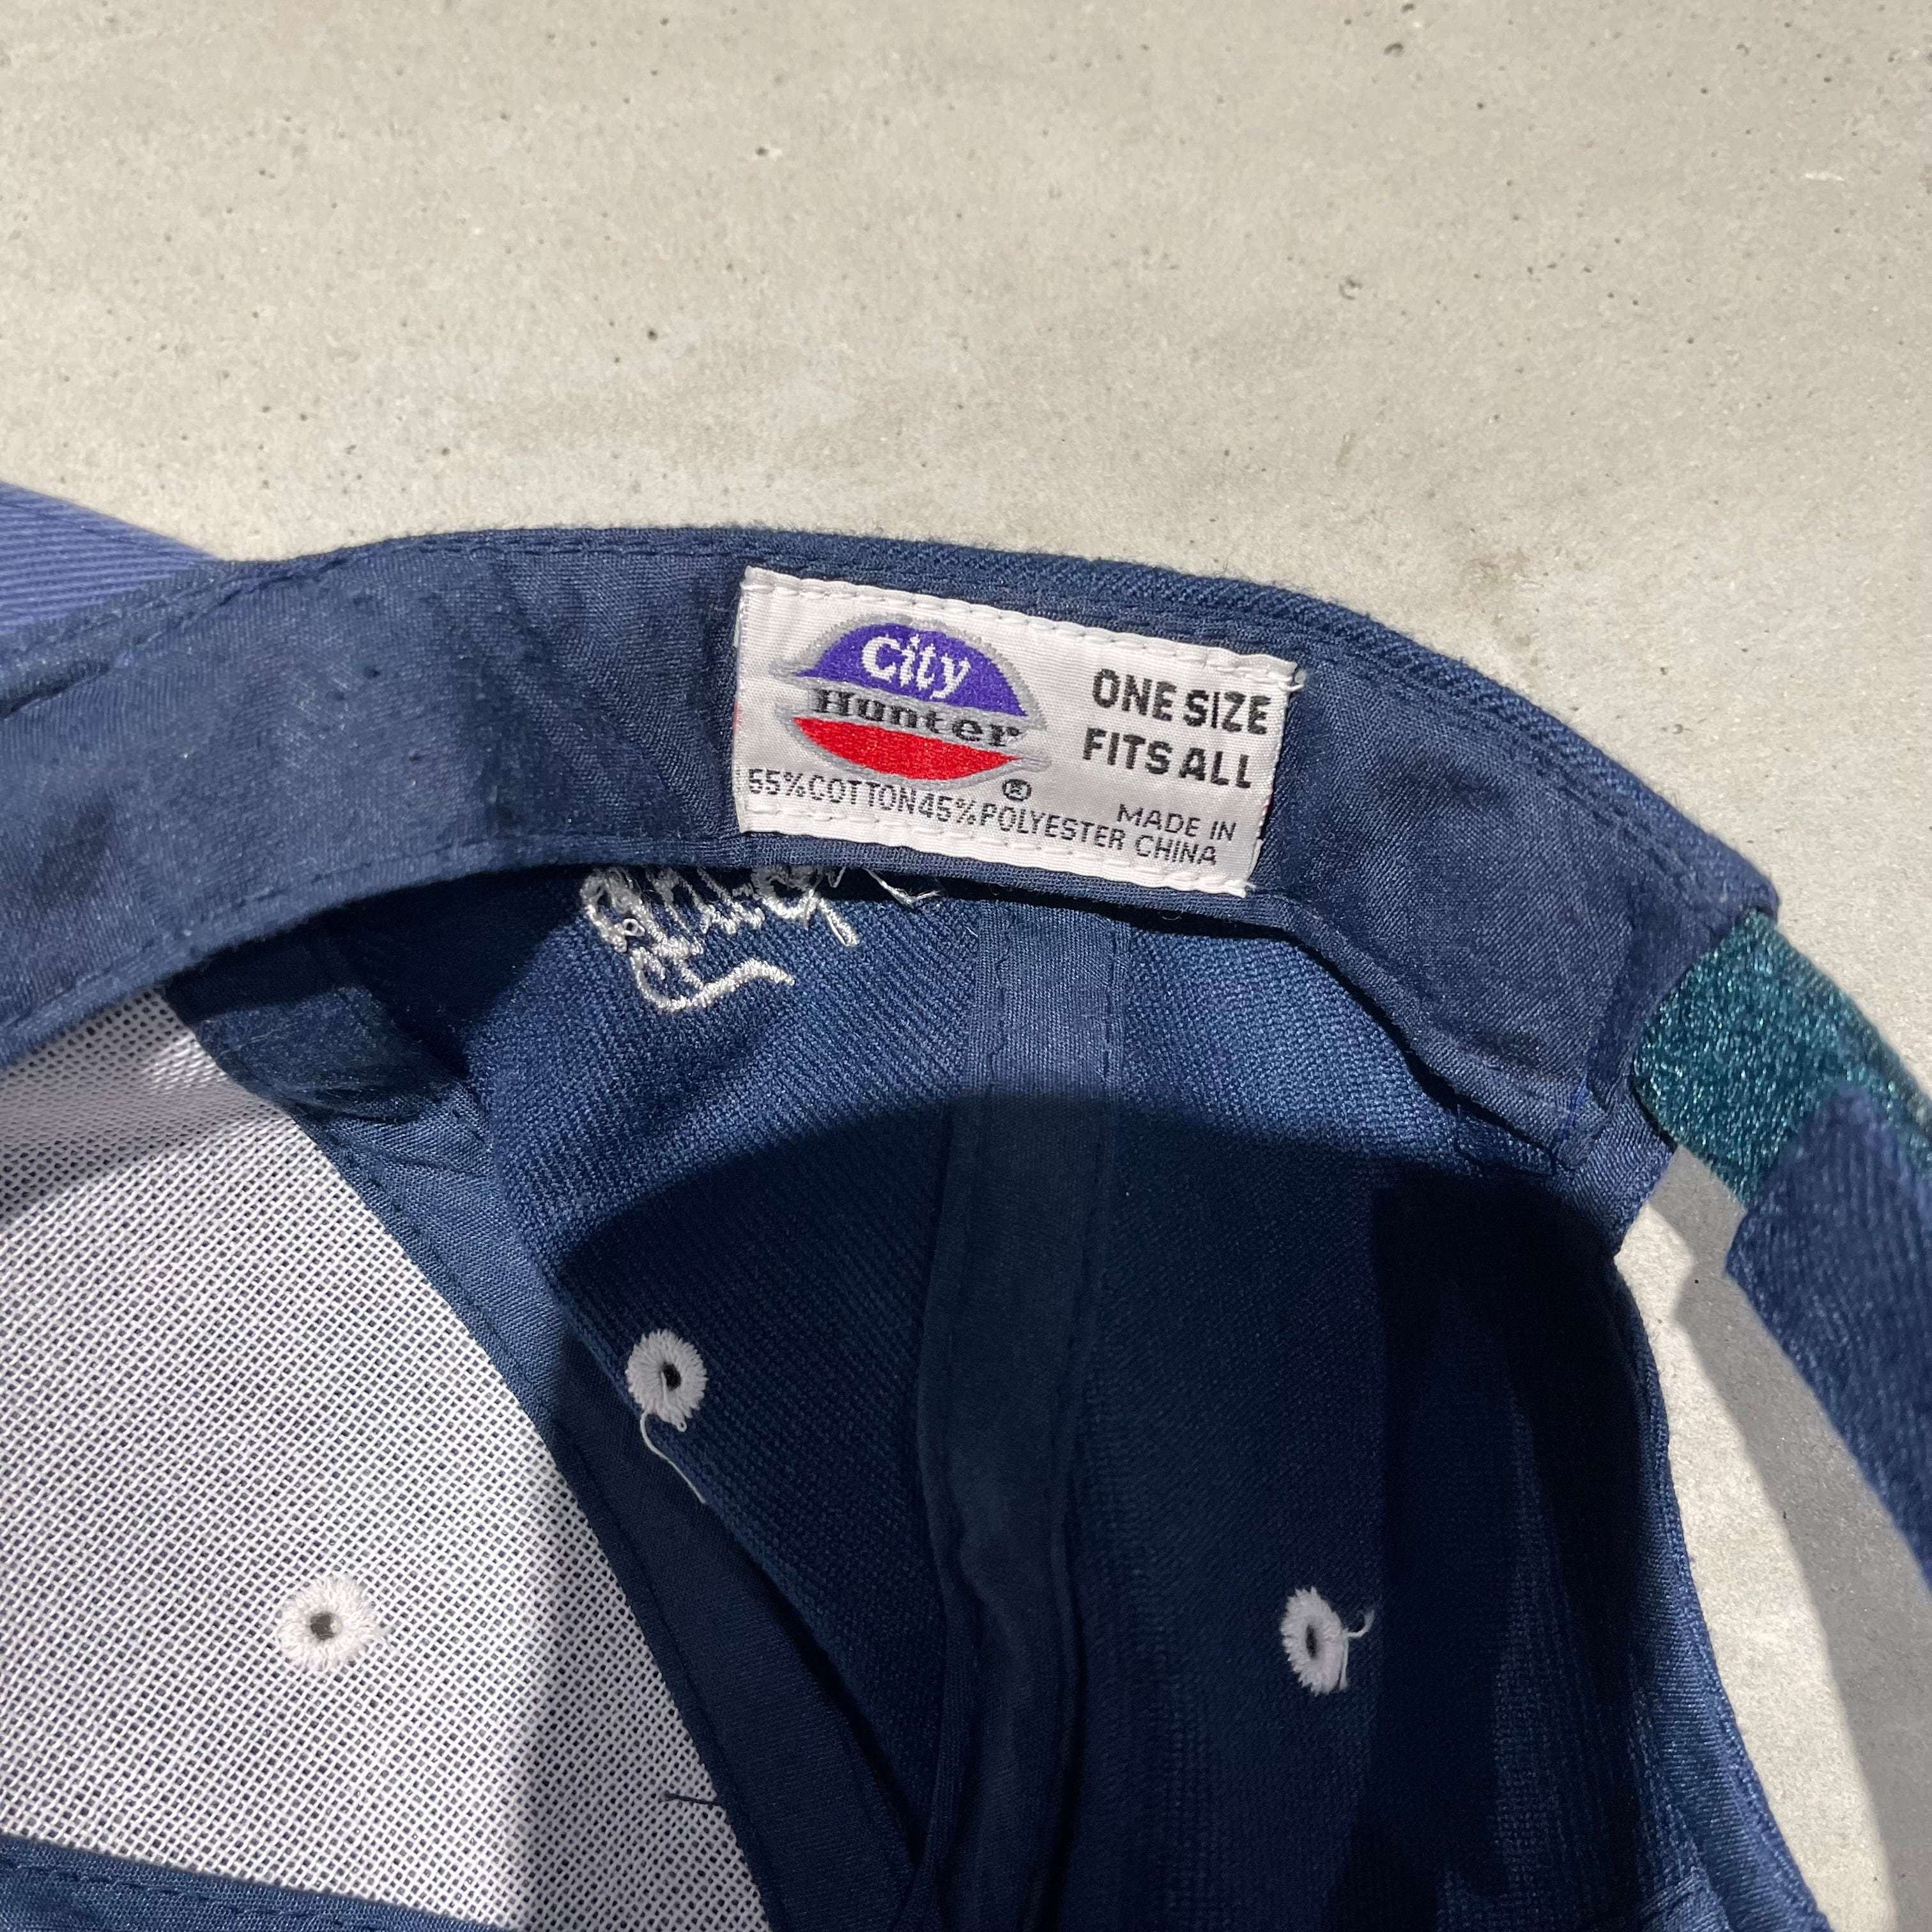 City
Hunter
®
ONE SIZE
FITS ALL
55%COTTON45%POLYESTER
MADE IN
CHINA